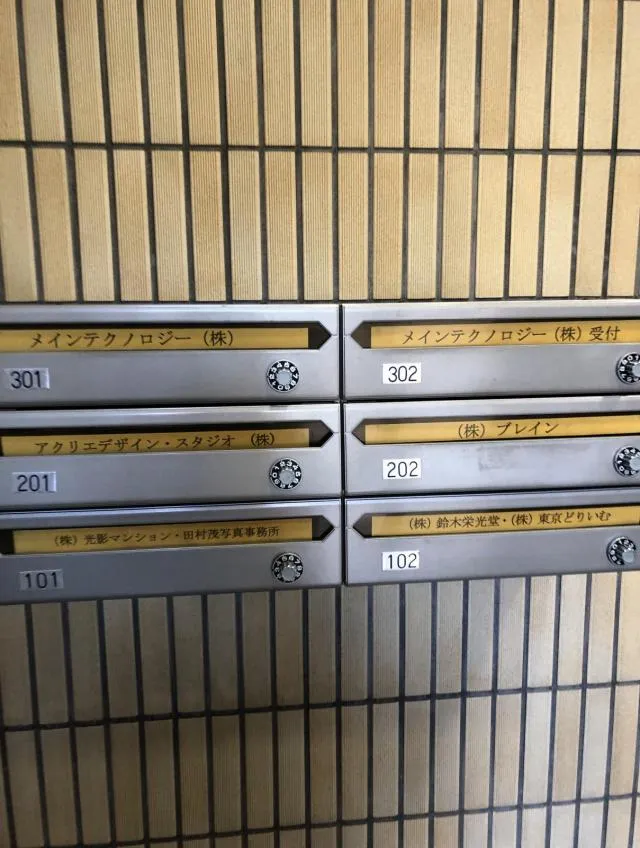 メインテクノロジー（株）
301
メインテクノロジー（株）受付
302
アクリエデザイン・スタジオ （株）
201
（株）ブレイン
202
（株）光影マンション・田村茂写真事務所
101
（株）鈴木栄光堂・（株）東京どりいむ
102